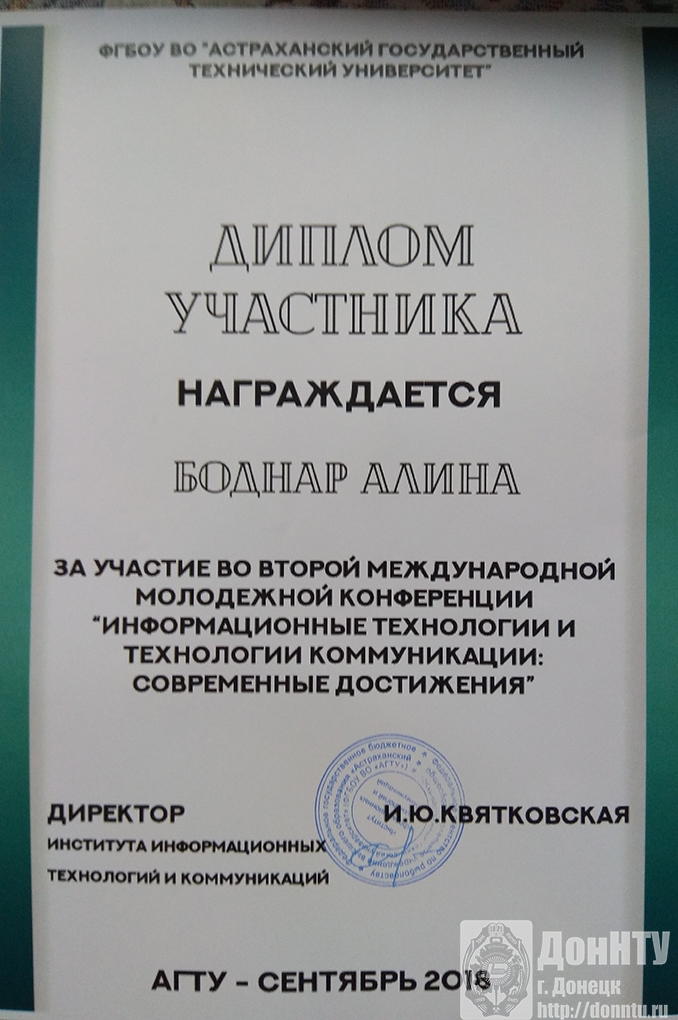 ФГБОУ ВО "АСТРАХАНСКИЙ ГОСУДАРСТВЕННЫЙ
ТЕХНИЧЕСКИЙ УНИВЕРСИТЕТ"
ДИПЛОМ
УЧАСТНИКА
НАГРАЖДАЕТСЯ
БОДНАР АЛИНА
ЗА УЧАСТИЕ ВО ВТОРОЙ МЕЖДУНАРОДНОЙ
МОЛОДЕЖНОЙ КОНФЕРЕНЦИИ
"ИНФОРМАЦИОННЫЕ ТЕХНОЛОГИИ И
ТЕХНОЛОГИИ КОММУНИКАЦИИ:
СОВРЕМЕННЫЕ ДОСТИЖЕНИЯ"
ДИРЕКТОР И.Ю.КВЯТКОВСКАЯ
ИНСТИТУТА ИНФОРМАЦИОННЫХ
ТЕХНОЛОГИЙ И КОММУНИКАЦИЙ
АГТУ - СЕНТЯБРЬ 2018
ДонНТУ
г. Донецк
http://donntu.ru